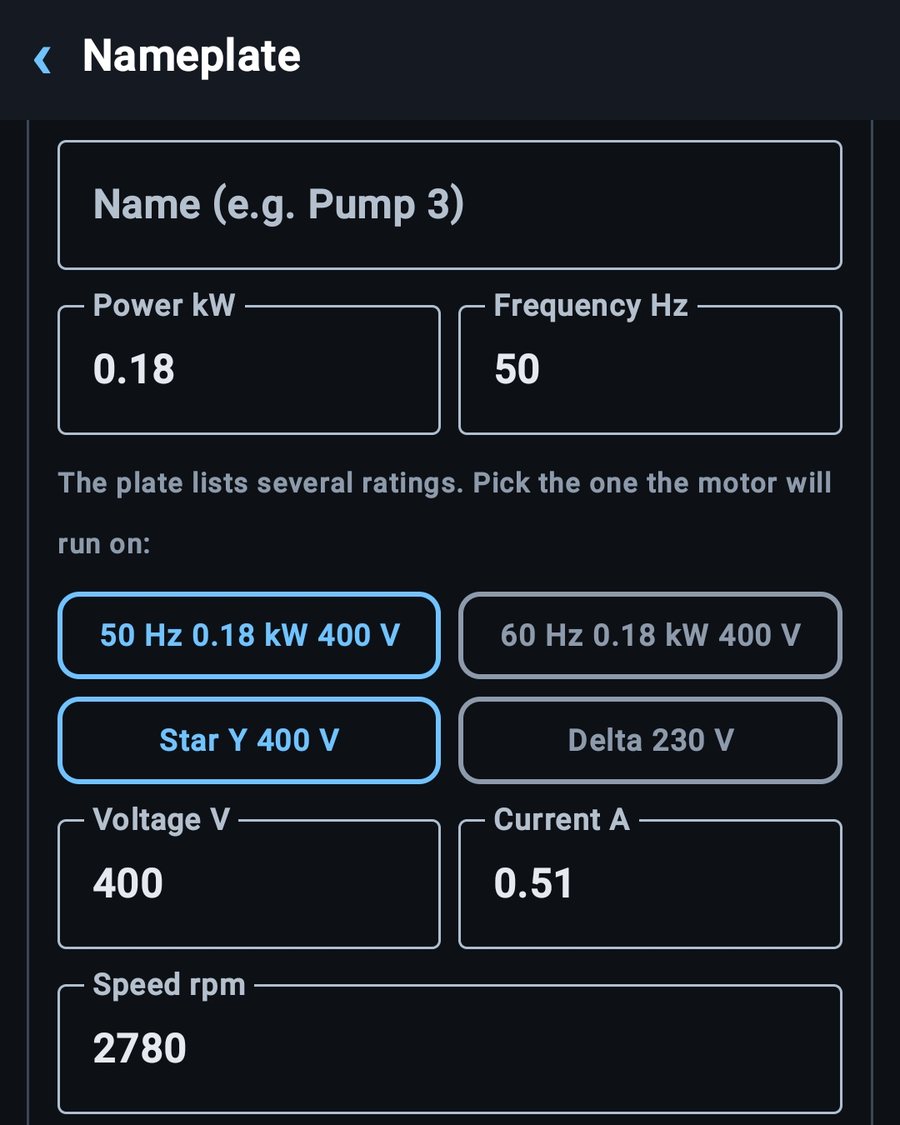 ‹ Nameplate
Name (e.g. Pump 3)
Power kW
0.18
Frequency Hz
50
The plate lists several ratings. Pick the one the motor will
run on:
50 Hz 0.18 kW 400 V
60 Hz 0.18 kW 400 V
Star Y 400 V
Delta 230 V
Voltage V
400
Current A
0.51
Speed rpm
2780